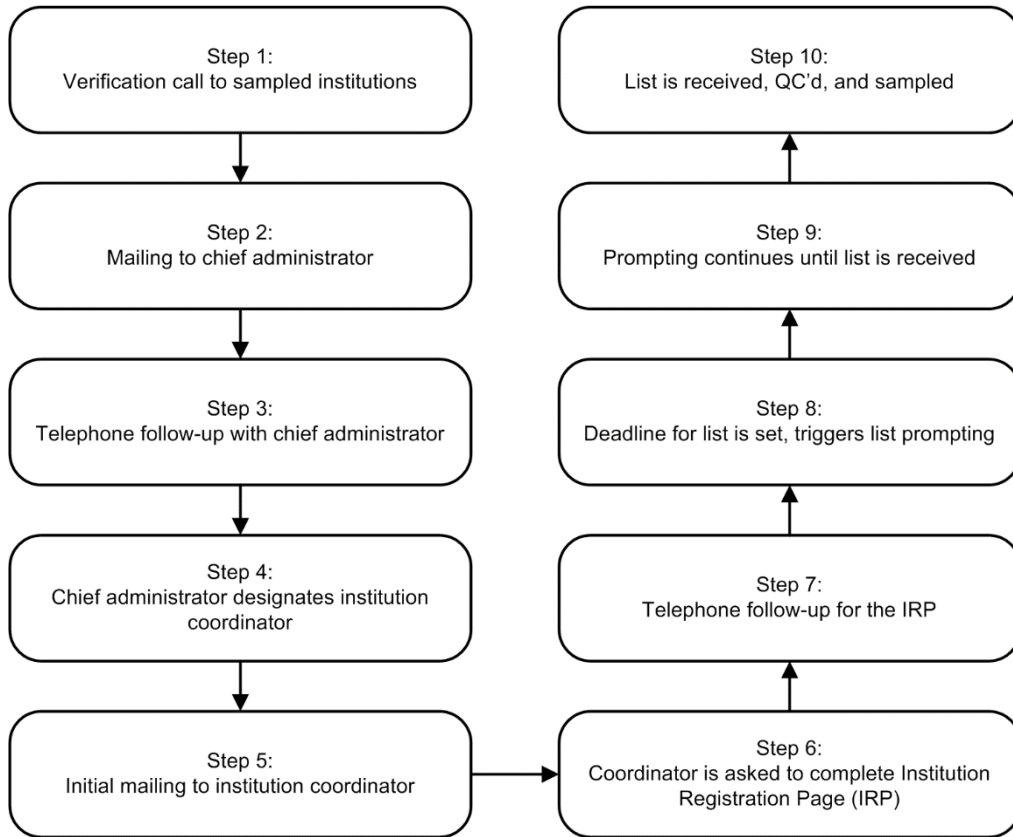 Step 1:
Verification call to sampled institutions
Step 2:
Mailing to chief administrator
Step 3:
Telephone follow-up with chief administrator
Step 4:
Chief administrator designates institution
coordinator
Step 5:
Initial mailing to institution coordinator
Step 6:
Coordinator is asked to complete Institution
Registration Page (IRP)
Step 7:
Telephone follow-up for the IRP
Step 8:
Deadline for list is set, triggers list prompting
Step 9:
Prompting continues until list is received
Step 10:
List is received, QC’d, and sampled